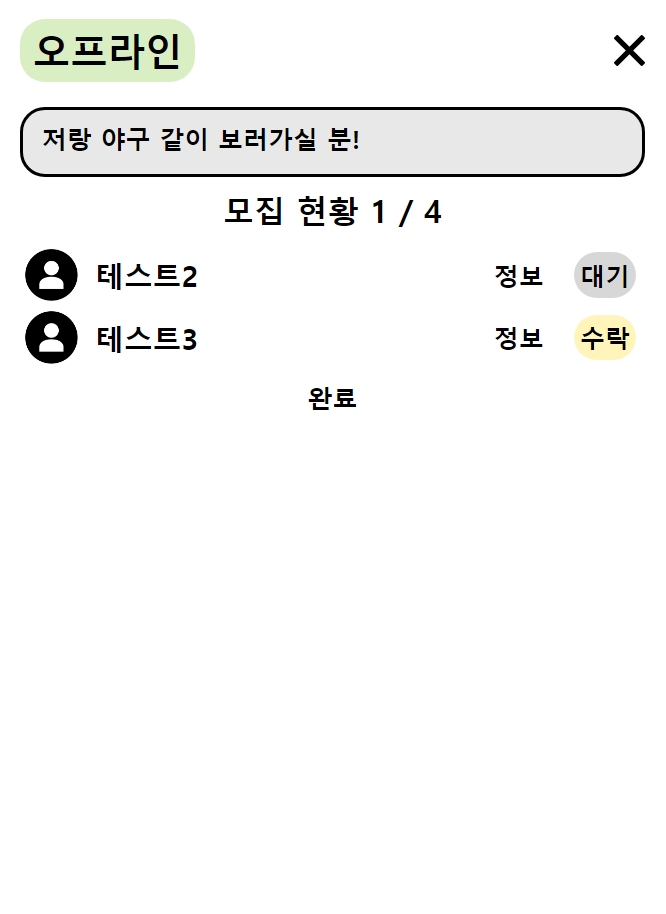 오프라인
저랑 야구 같이 보러가실 분!
모집 현황 1 / 4
테스트2 정보 대기
테스트3 정보 수락
완료